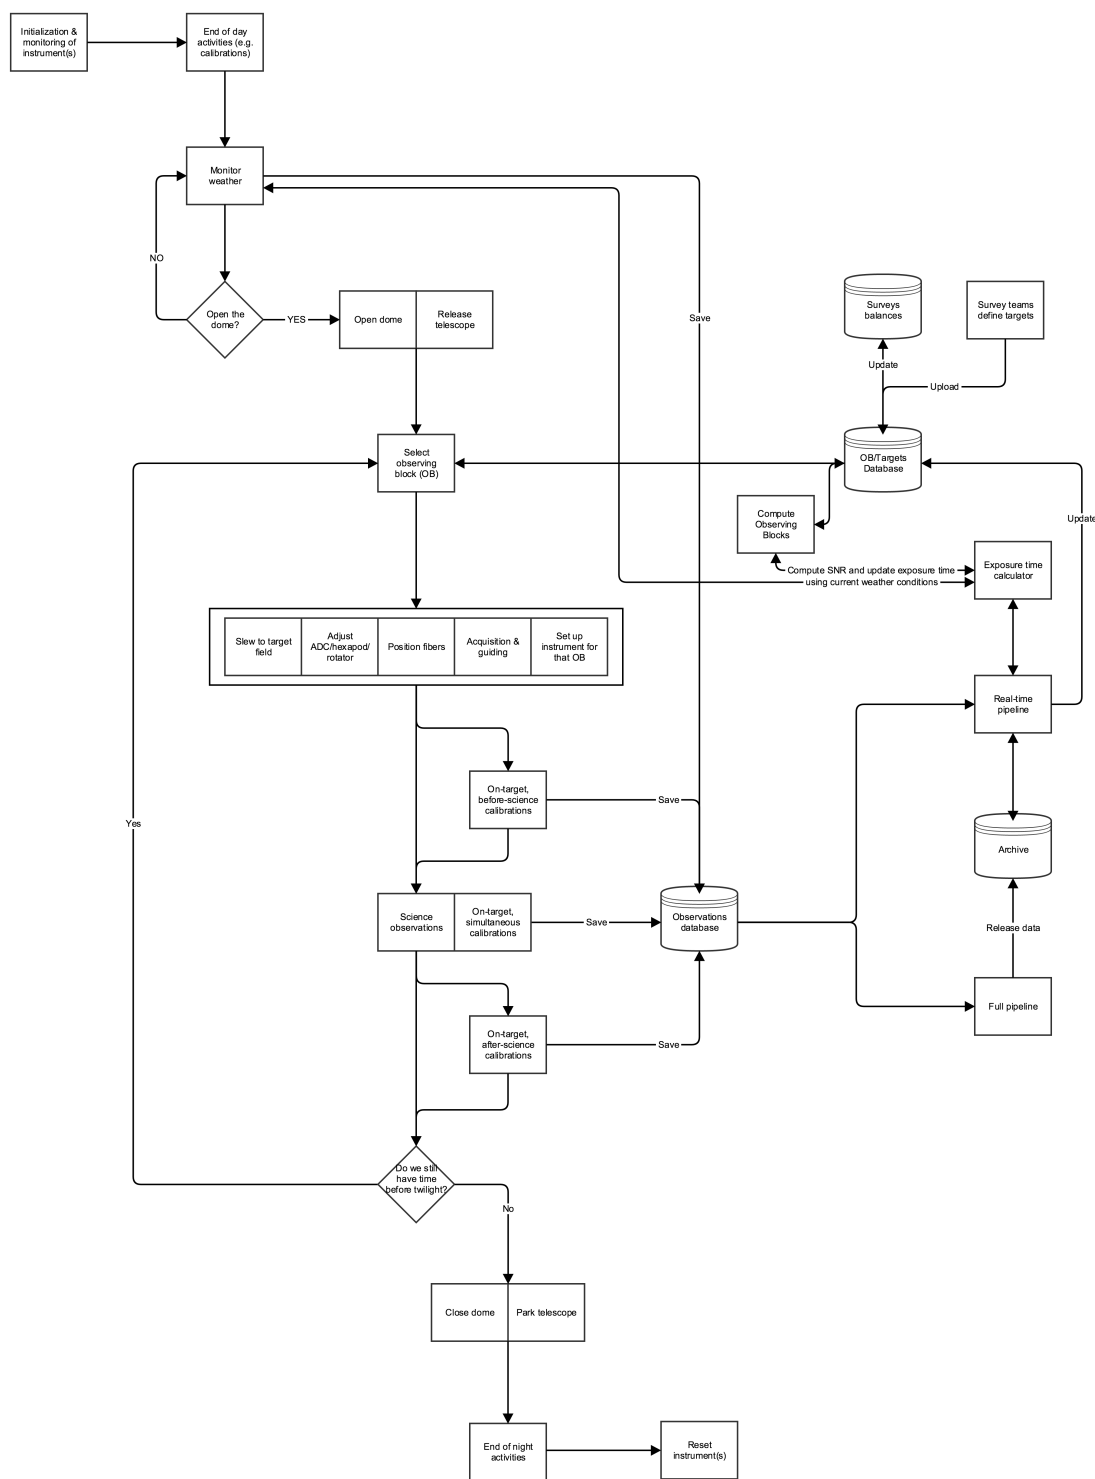 Initialization &
monitoring of
instrument(s)
End of day
activities (e.g.
calibrations)
Monitor
weather
NO
Open the
dome?
YES
Open dome
Release
telescope
Save
Surveys
balances
Survey teams
define targets
Update
Upload
Select
observing
block (OB)
OB/Targets
Database
Compute
Observing
Blocks
Update
Compute SNR and update exposure time
using current weather conditions
Exposure time
calculator
Slew to target
field
Adjust
ADC/hexapod/
rotator
Position fibers
Acquisition &
guiding
Set up
instrument for
that OB
Real-time
pipeline
On-target,
before-science
calibrations
Save
Yes
Archive
Science
observations
On-target,
simultaneous
calibrations
Save
Observations
database
Release data
Full pipeline
On-target,
after-science
calibrations
Save
Do we still
have time
before twilight?
No
Close dome
Park telescope
End of night
activities
Reset
instrument(s)